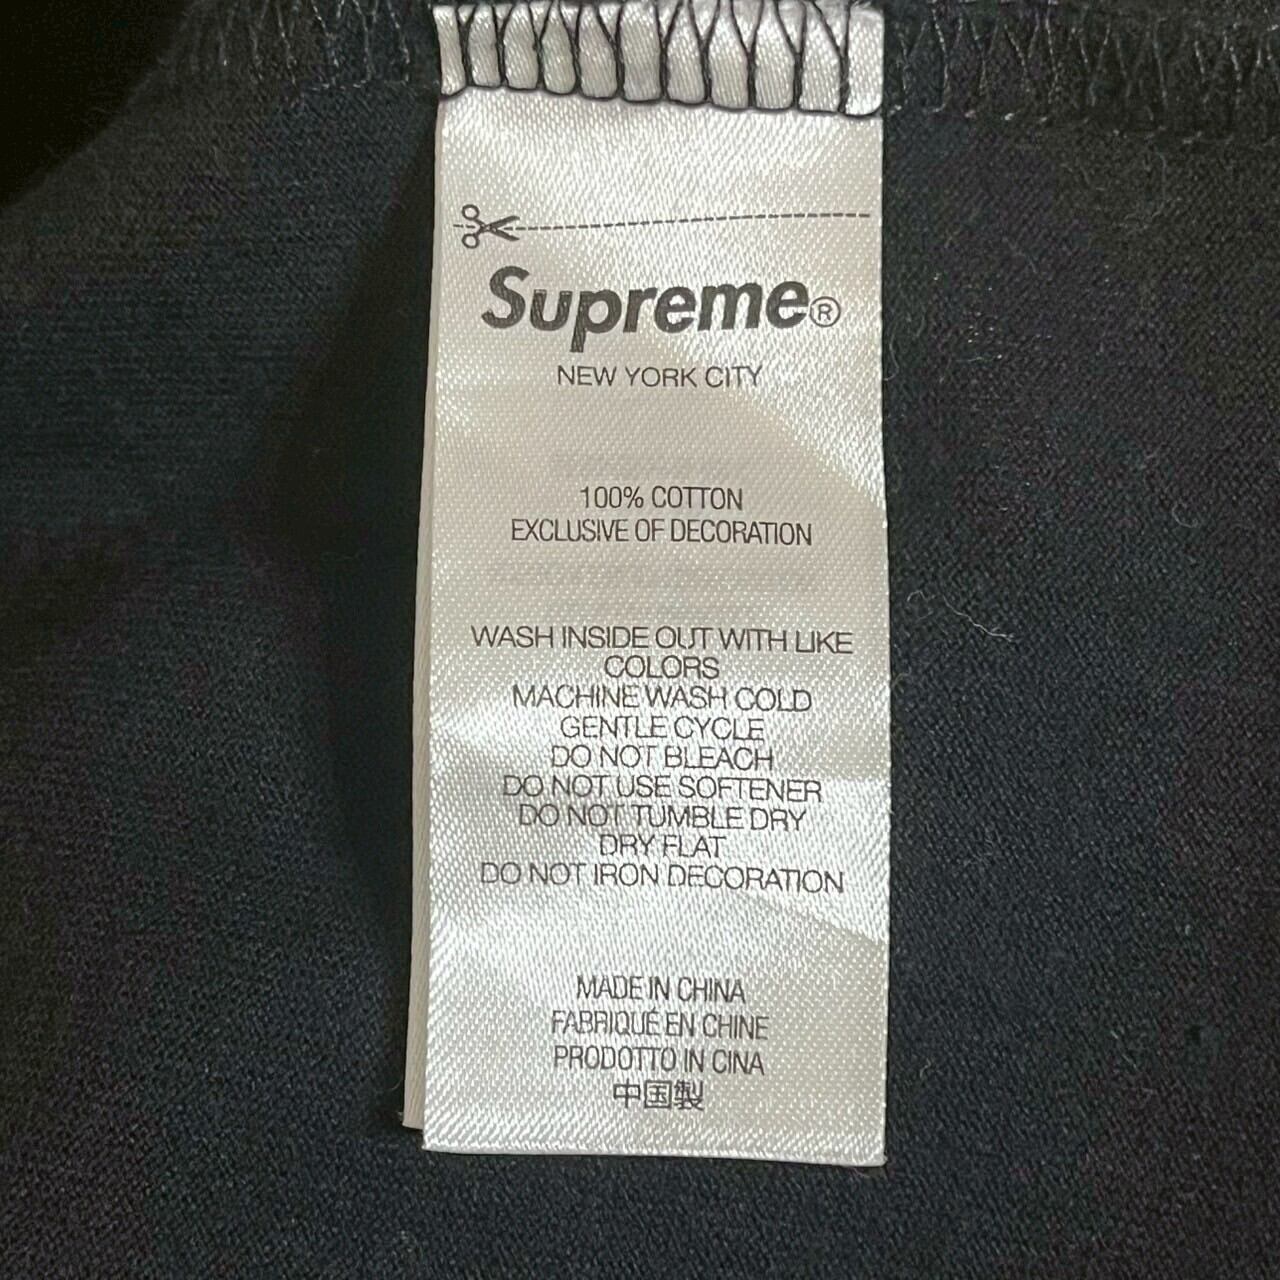 Supreme®
NEW YORK CITY
100% COTTON
EXCLUSIVE OF DECORATION
WASH INSIDE OUT WITH LIKE
COLORS
MACHINE WASH COLD
GENTLE CYCLE
DO NOT BLEACH
DO NOT USE SOFTENER
DO NOT TUMBLE DRY
DRY FLAT
DO NOT IRON DECORATION
MADE IN CHINA
FABRIQUÉ EN CHINE
PRODOTTO IN CINA
中国製